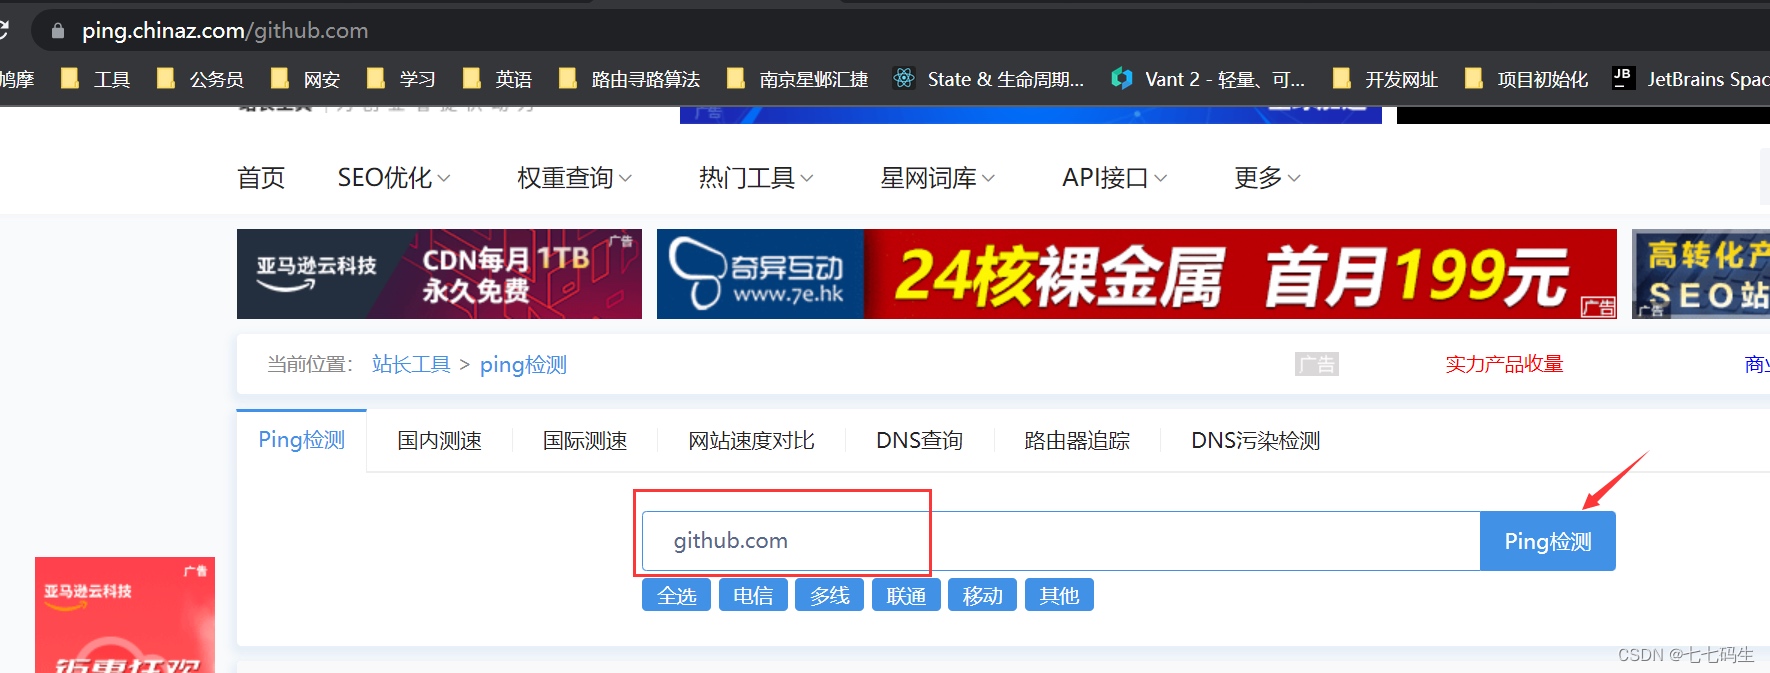 ping.chinaz.com/github.com
鸠摩 工具 公务员 网安 学习 英语 路由寻路算法 南京星邺汇捷 State & 生命周期... Vant 2 - 轻量、可... 开发网址 项目初始化 JetBrains Spac
广告
首页 SEO优化 权重查询 热门工具 星网词库 API接口 更多
亚马逊云科技 CDN每月1TB 永久免费 广告
奇异互动 www.7e.hk 24核裸金属 首月199元 广告
高转化产
SEO站
广告
当前位置: 站长工具 > ping检测 广告 实力产品收量 商业
Ping检测 国内测速 国际测速 网站速度对比 DNS查询 路由器追踪 DNS污染检测
github.com Ping检测
全选 电信 多线 联通 移动 其他
广告
亚马逊云科技
钜惠狂欢
CSDN @七七码生